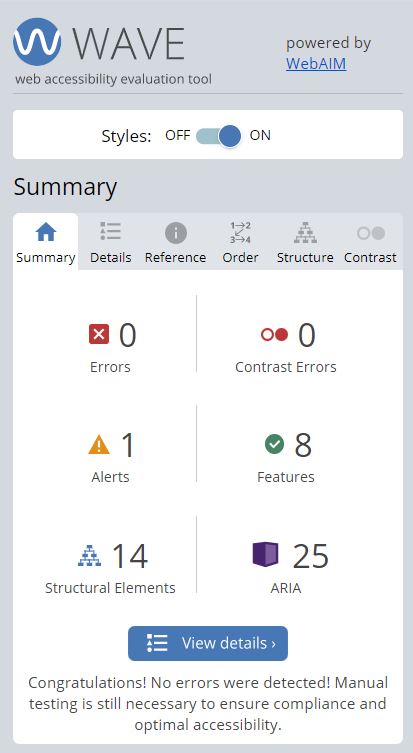 WAVE
web accessibility evaluation tool
powered by
WebAIM
Styles: OFF ON
Summary
Summary Details Reference Order Structure Contrast
0 0
Errors Contrast Errors
1 8
Alerts Features
14 25
Structural Elements ARIA
View details ›
Congratulations! No errors were detected! Manual
testing is still necessary to ensure compliance and
optimal accessibility.